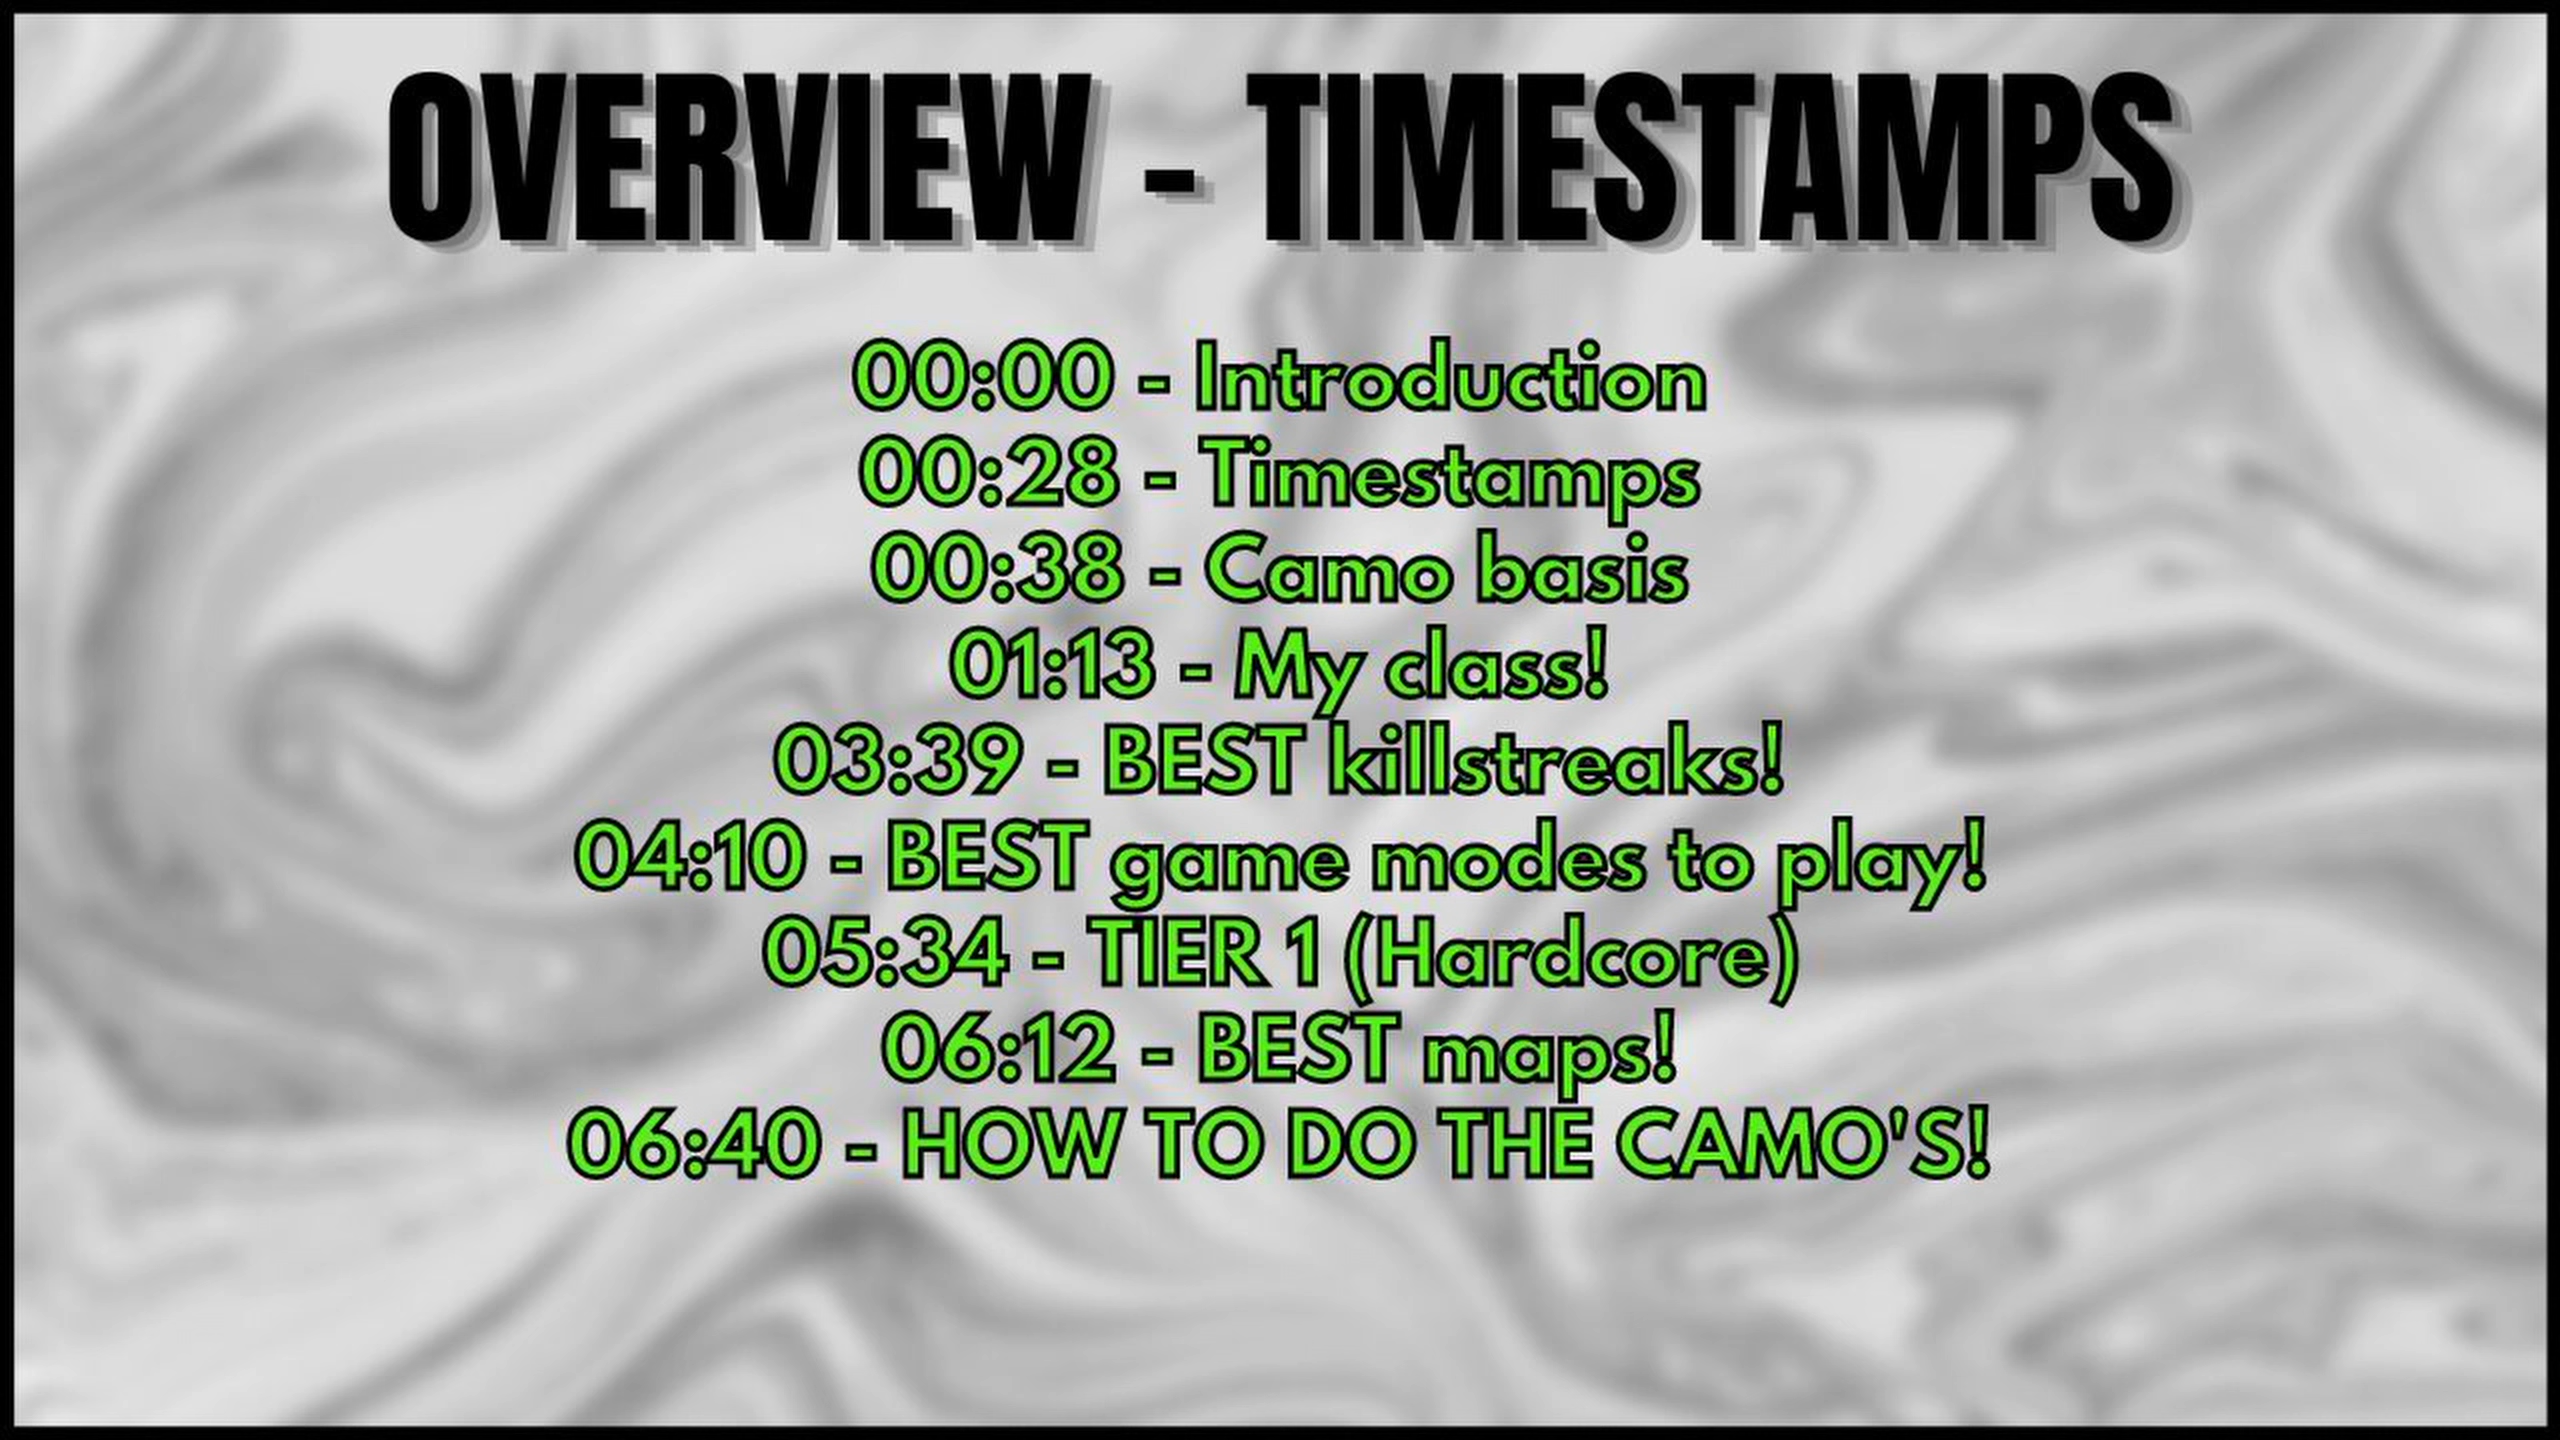 OVERVIEW - TIMESTAMPS
00:00 - Introduction
00:28 - Timestamps
00:38 - Camo basis
01:13 - My class!
03:39 - BEST killstreaks!
04:10 - BEST game modes to play!
05:34 - TIER 1 (Hardcore)
06:12 - BEST maps!
06:40 - HOW TO DO THE CAMO'S!